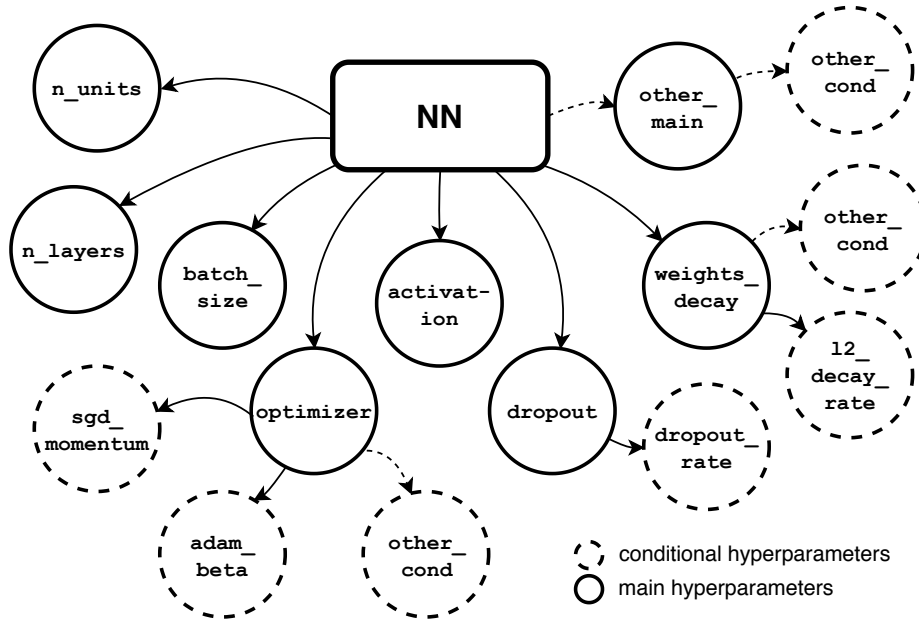 NN
n_units
other_
main
other_
cond
n_layers
batch_
size
activat-
ion
weights_
decay
other_
cond
l2_
decay_
rate
optimizer
dropout
sgd_
momentum
dropout_
rate
adam_
beta
other_
cond
conditional hyperparameters
main hyperparameters